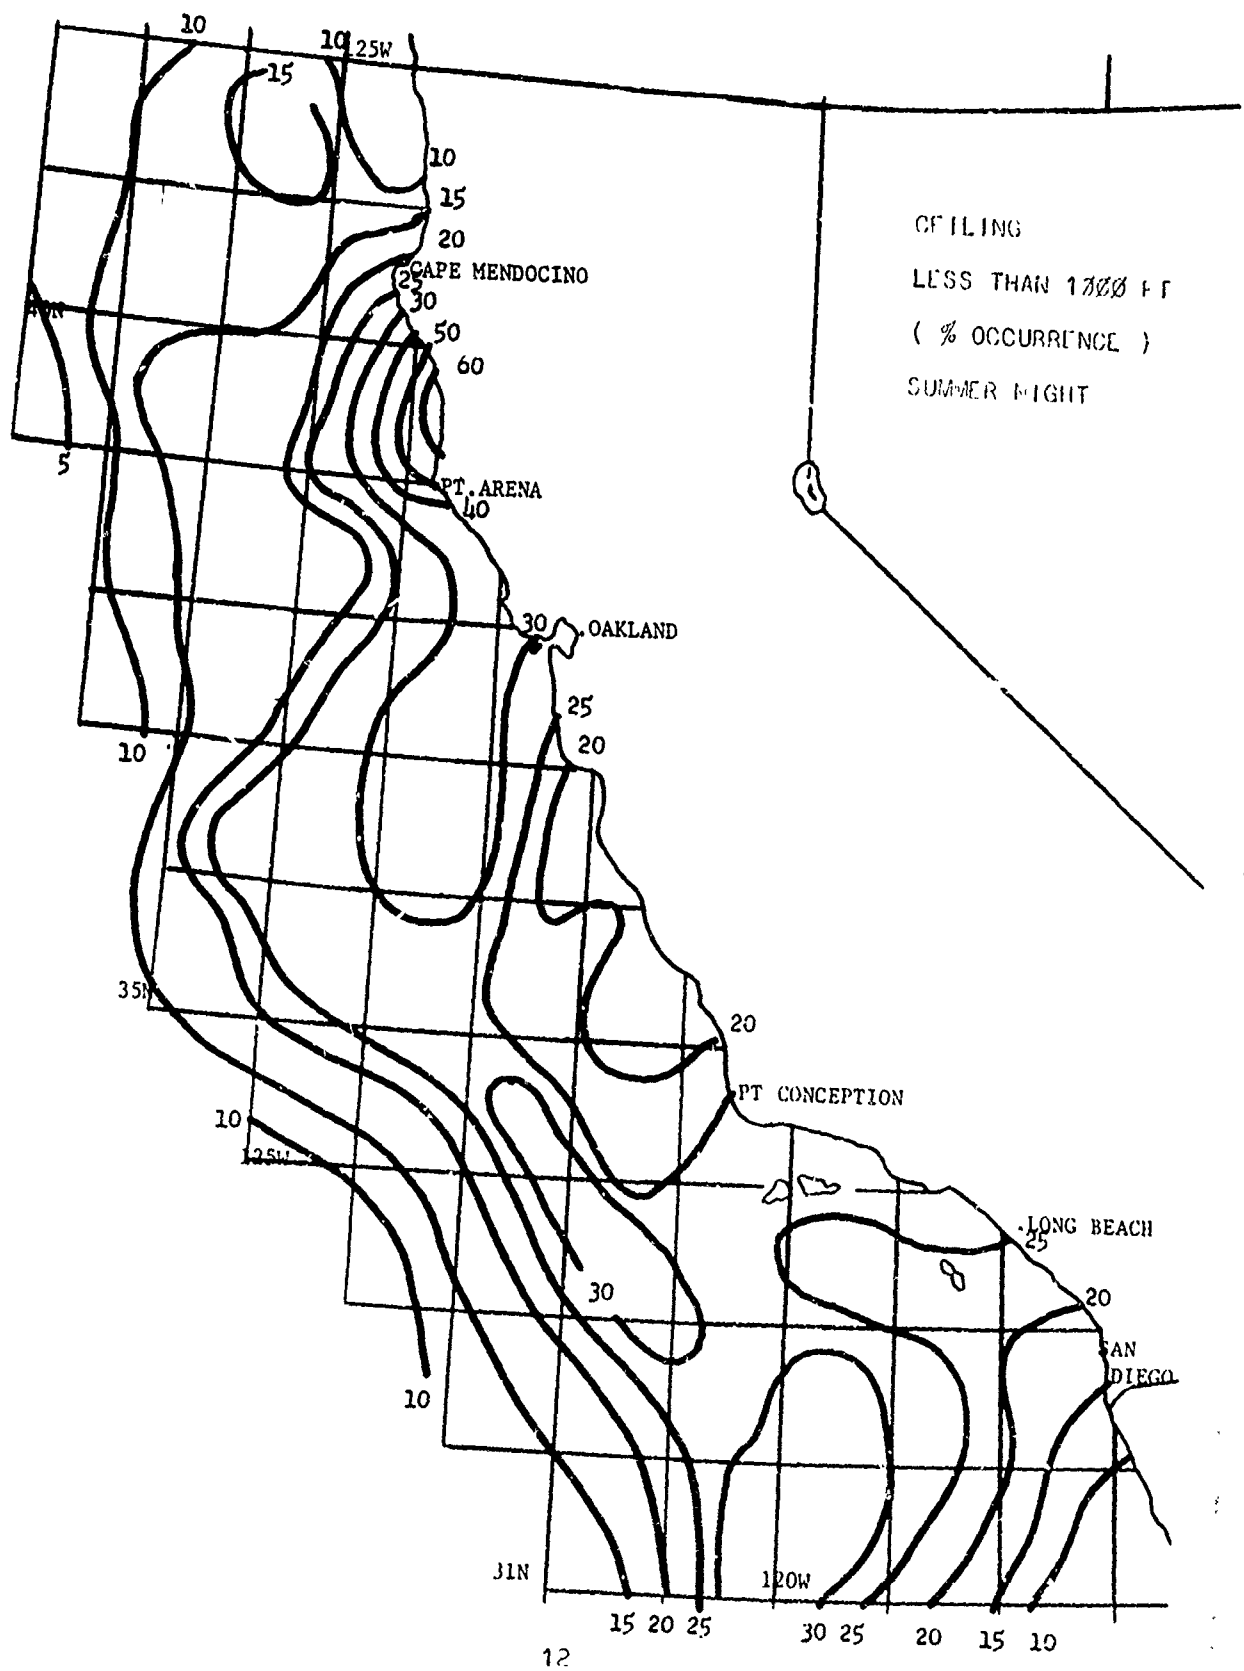 10
10
125W
15
10
15
20
CAPE MENDOCINO
25
30
50
60
CEILING
LESS THAN 1000 FT
( % OCCURRENCE )
SUMMER NIGHT
40N
5
PT. ARENA
40
30
.OAKLAND
25
20
10
35N
20
PT CONCEPTION
10
125W
.LONG BEACH
25
30
20
SAN
DIEGO
10
31N
120W
15 20 25 30 25 20 15 10
12